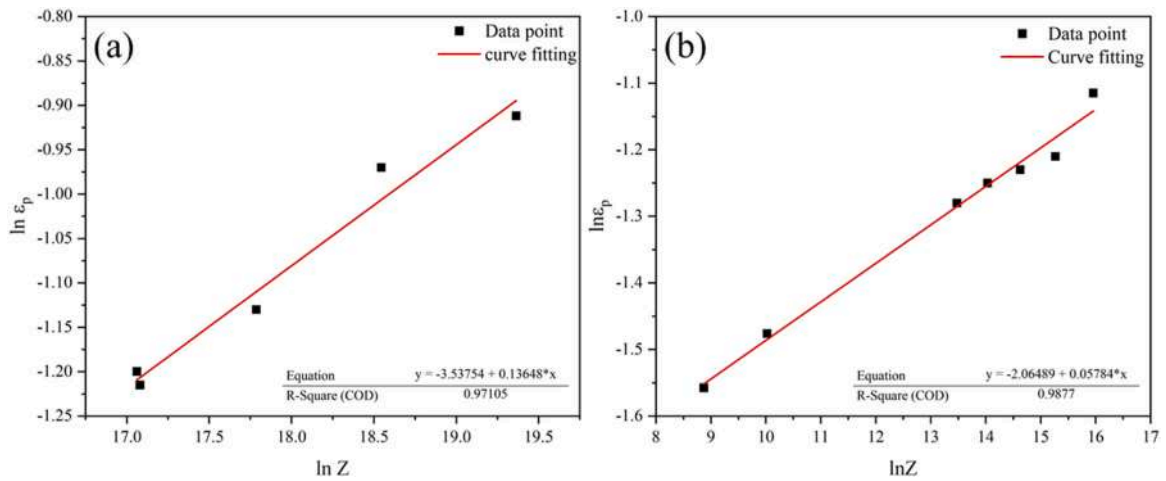 (a)
Data point
curve fitting
-0.80
-0.85
-0.90
-0.95
-1.00
-1.05
-1.10
-1.15
-1.20
-1.25
ln εp
Equation y = -3.53754 + 0.13648*x
R-Square (COD) 0.97105
17.0 17.5 18.0 18.5 19.0 19.5
ln Z
(b)
Data point
Curve fitting
-1.0
-1.1
-1.2
-1.3
-1.4
-1.5
-1.6
lnεp
Equation y = -2.06489 + 0.05784*x
R-Square (COD) 0.9877
8 9 10 11 12 13 14 15 16 17
lnZ